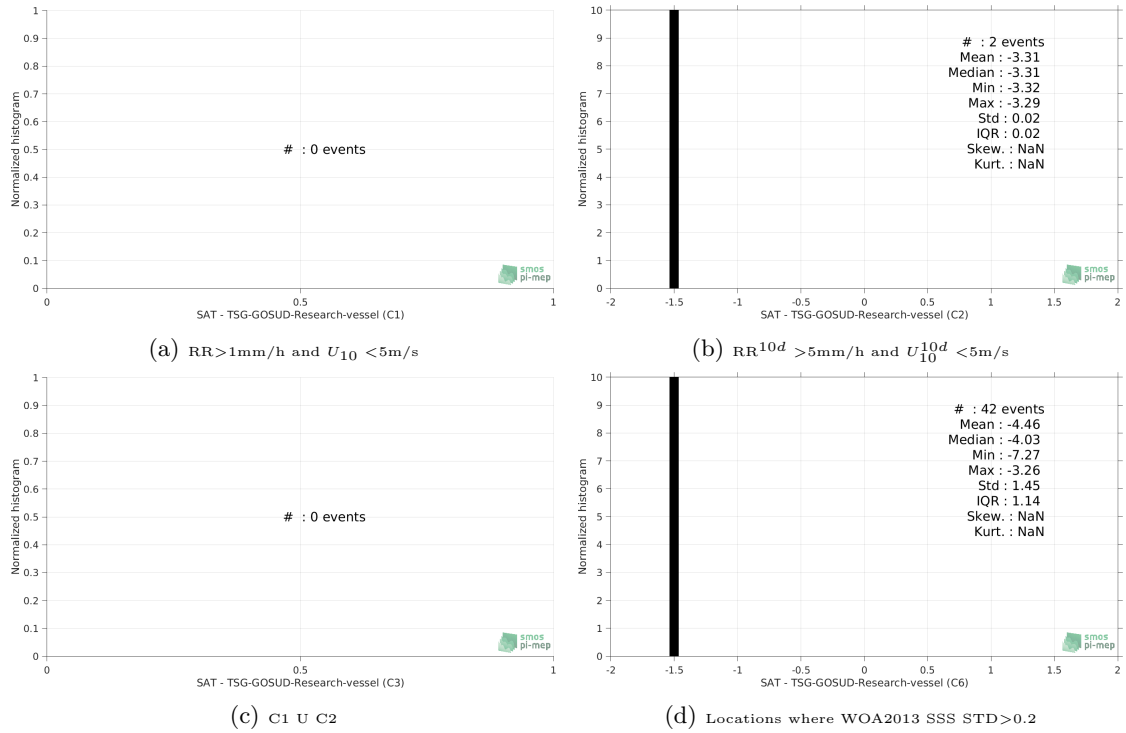 1
0.9
0.8
0.7
0.6
0.5
0.4
0.3
0.2
0.1
0
Normalized histogram
# : 0 events
smos
pi-mep
0 0.5 1
SAT - TSG-GOSUD-Research-vessel (C1)
(a) RR>1mm/h and U10 <5m/s
10
9
8
7
6
5
4
3
2
1
0
Normalized histogram
# : 2 events
Mean : -3.31
Median : -3.31
Min : -3.32
Max : -3.29
Std : 0.02
IQR : 0.02
Skew. : NaN
Kurt. : NaN
smos
pi-mep
-2 -1.5 -1 -0.5 0 0.5 1 1.5 2
SAT - TSG-GOSUD-Research-vessel (C2)
(b) RR10d >5mm/h and U10d10 <5m/s
1
0.9
0.8
0.7
0.6
0.5
0.4
0.3
0.2
0.1
0
Normalized histogram
# : 0 events
smos
pi-mep
0 0.5 1
SAT - TSG-GOSUD-Research-vessel (C3)
(c) C1 U C2
10
9
8
7
6
5
4
3
2
1
0
Normalized histogram
# : 42 events
Mean : -4.46
Median : -4.03
Min : -7.27
Max : -3.26
Std : 1.45
IQR : 1.14
Skew. : NaN
Kurt. : NaN
smos
pi-mep
-2 -1.5 -1 -0.5 0 0.5 1 1.5 2
SAT - TSG-GOSUD-Research-vessel (C6)
(d) Locations where WOA2013 SSS STD>0.2